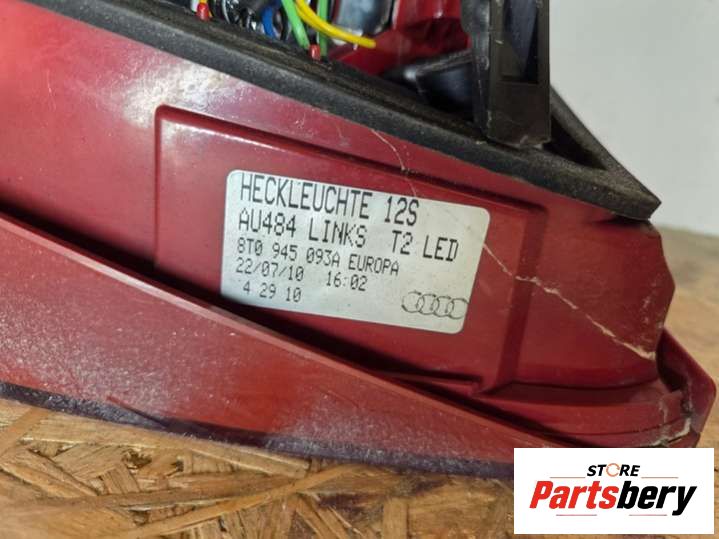 HECKLEUCHTE 12S
AU484 LINKS T2 LED
8T0 945 093A EUROPA
22/07/10 16:02
4 29 10
STORE
Partsbery